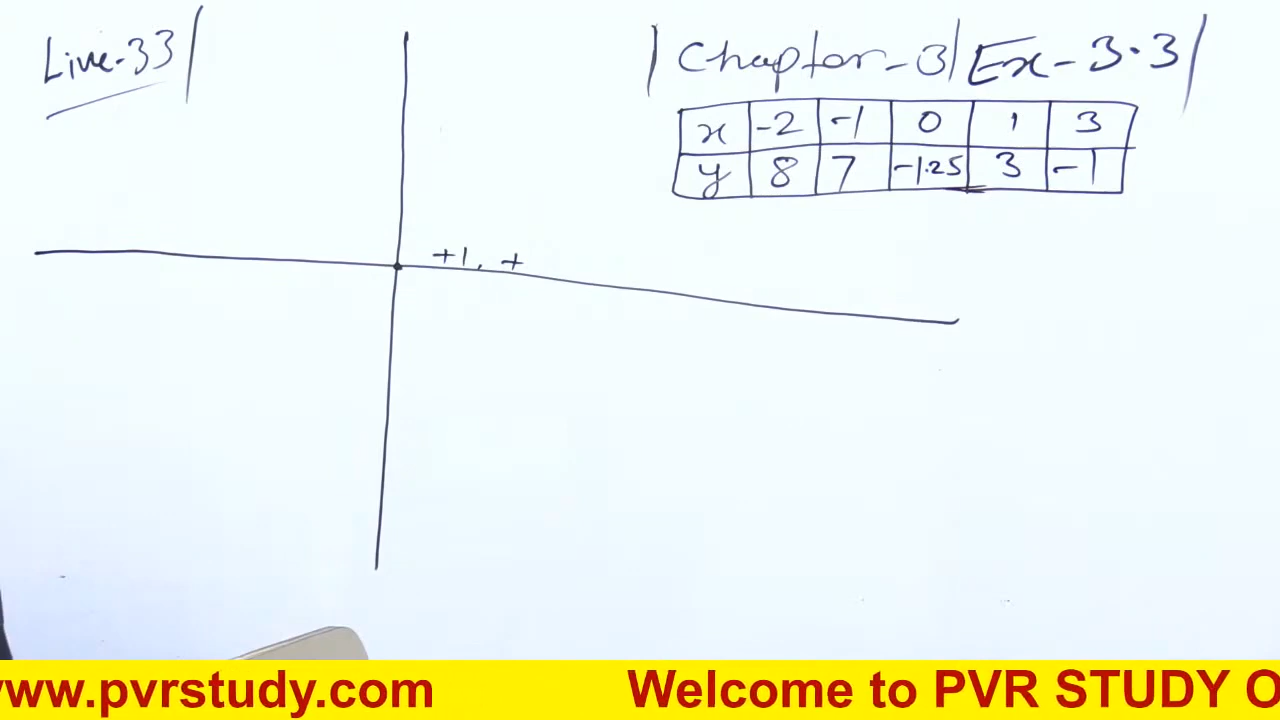 Live-33
Chapter-3 Ex-3.3
x -2 -1 0 1 3
y 8 7 -1.25 3 -1
+1, +
www.pvrstudy.com Welcome to PVR STUDY O